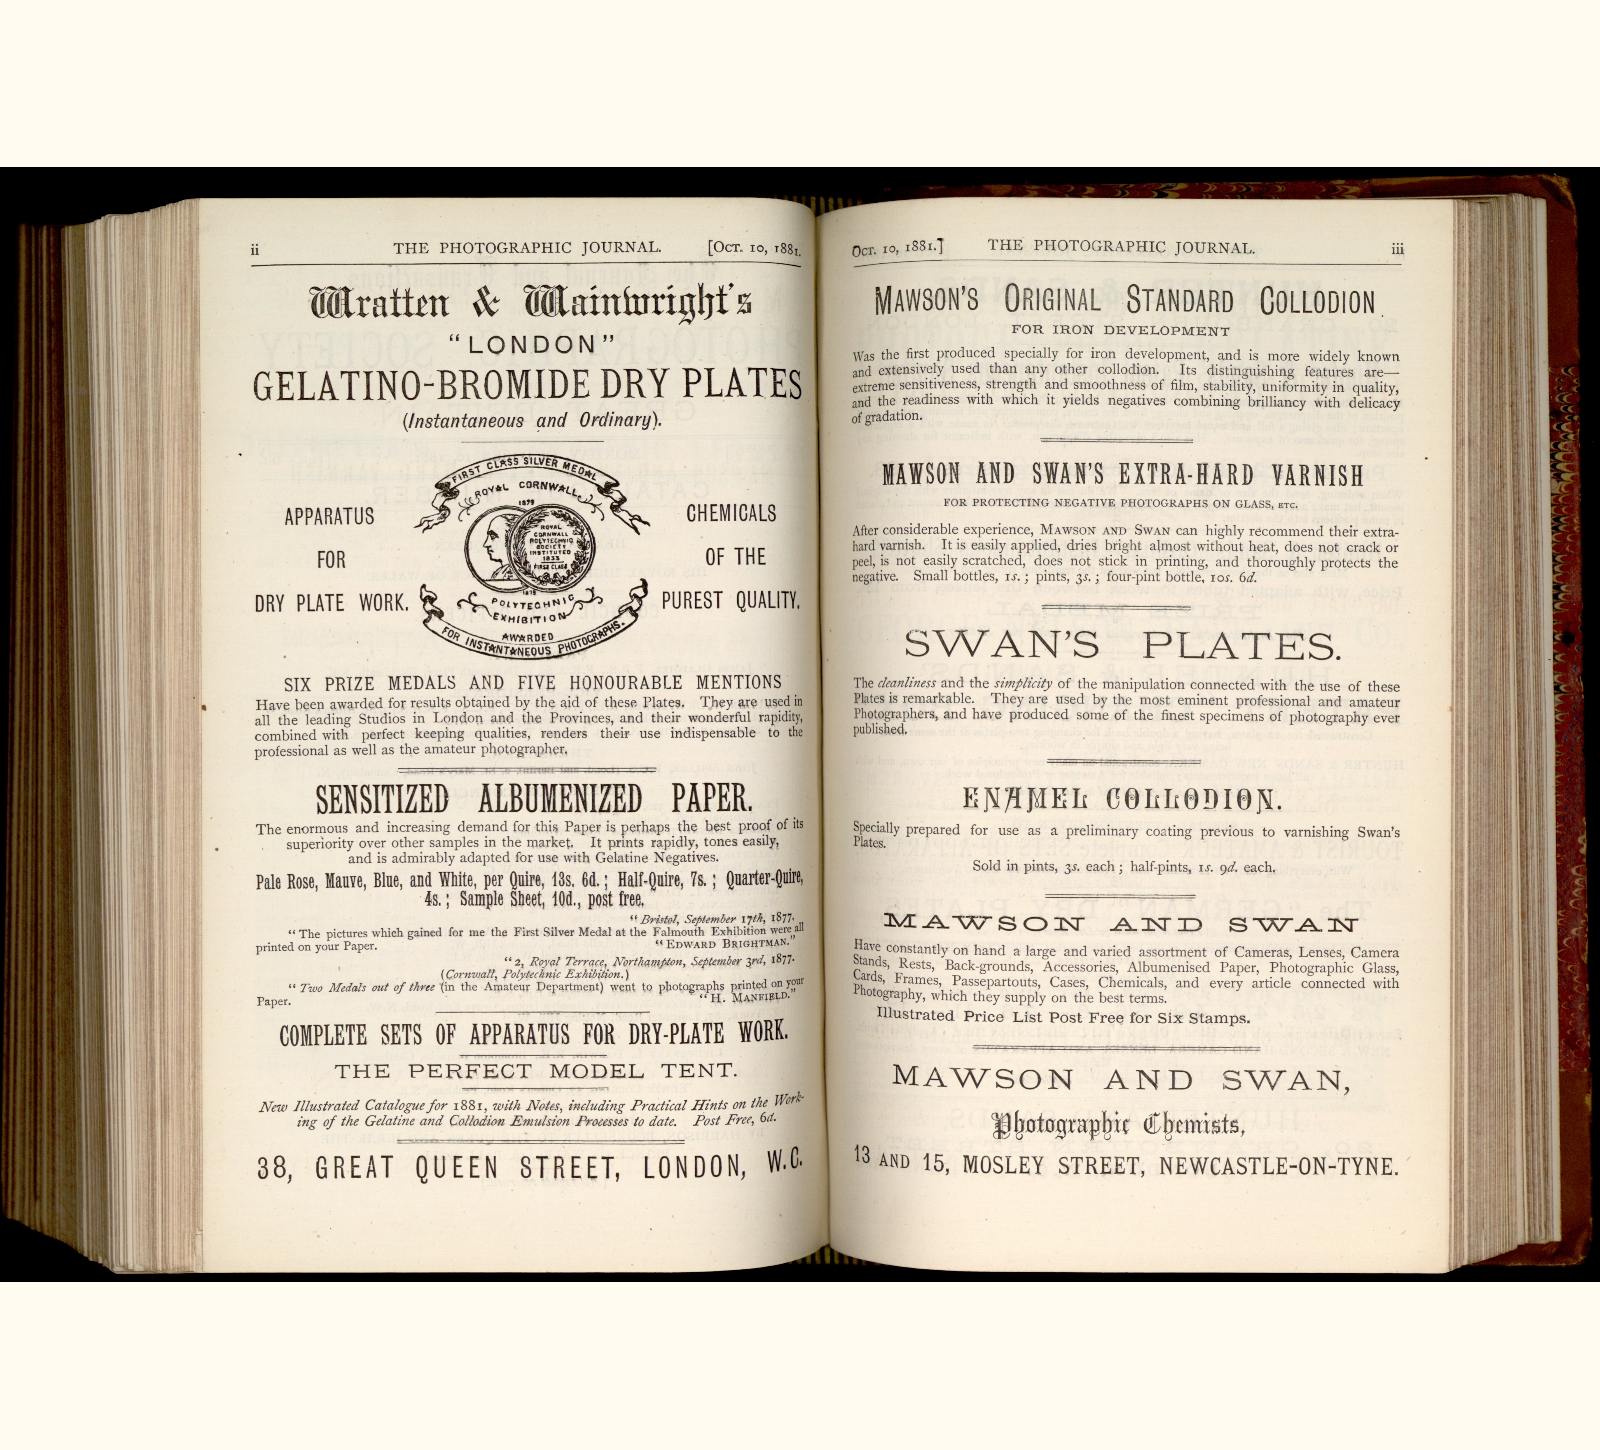 ii THE PHOTOGRAPHIC JOURNAL. [OCT. 10, 1881.
Wratten & Wainwright's
"LONDON"
GELATINO-BROMIDE DRY PLATES
(Instantaneous and Ordinary).
FIRST CLASS SILVER MEDAL
ROYAL CORNWALL
1879
APPARATUS
FOR
DRY PLATE WORK.
ROYAL
CORNWALL
POLYTECHNIC
SOCIETY
INSTITUTED
1833
FIRST CLASS
CHEMICALS
OF THE
PUREST QUALITY.
POLYTECHNIC
EXHIBITION
AWARDED
FOR INSTANTANEOUS PHOTOGRAPHS.
SIX PRIZE MEDALS AND FIVE HONOURABLE MENTIONS
Have been awarded for results obtained by the aid of these Plates. They are used in
all the leading Studios in London and the Provinces, and their wonderful rapidity,
combined with perfect keeping qualities, renders their use indispensable to the
professional as well as the amateur photographer.
SENSITIZED ALBUMENIZED PAPER.
The enormous and increasing demand for this Paper is perhaps the best proof of its
superiority over other samples in the market. It prints rapidly, tones easily,
and is admirably adapted for use with Gelatine Negatives.
Pale Rose, Mauve, Blue, and White, per Quire, 13s. 6d.; Half-Quire, 7s.; Quarter-Quire,
4s.; Sample Sheet, 10d., post free.
"Bristol, September 17th, 1877.
"The pictures which gained for me the First Silver Medal at the Falmouth Exhibition were all
printed on your Paper. "EDWARD BRIGHTMAN."
"2, Royal Terrace, Northampton, September 3rd, 1877.
(Cornwall, Polytechnic Exhibition.)
"Two Medals out of three (in the Amateur Department) went to photographs printed on your
Paper. "H. MANFIELD."
COMPLETE SETS OF APPARATUS FOR DRY-PLATE WORK.
THE PERFECT MODEL TENT.
New Illustrated Catalogue for 1881, with Notes, including Practical Hints on the Work-
ing of the Gelatine and Collodion Emulsion Processes to date. Post Free, 6d.
38, GREAT QUEEN STREET, LONDON, W.C.
OCT. 10, 1881.] THE PHOTOGRAPHIC JOURNAL. iii
MAWSON'S ORIGINAL STANDARD COLLODION
FOR IRON DEVELOPMENT
Was the first produced specially for iron development, and is more widely known
and extensively used than any other collodion. Its distinguishing features are—
extreme sensitiveness, strength and smoothness of film, stability, uniformity in quality,
and the readiness with which it yields negatives combining brilliancy with delicacy
of gradation.
MAWSON AND SWAN'S EXTRA-HARD VARNISH
FOR PROTECTING NEGATIVE PHOTOGRAPHS ON GLASS, ETC.
After considerable experience, MAWSON AND SWAN can highly recommend their extra-
hard varnish. It is easily applied, dries bright almost without heat, does not crack or
peel, is not easily scratched, does not stick in printing, and thoroughly protects the
negative. Small bottles, 1s.; pints, 3s.; four-pint bottle, 10s. 6d.
SWAN'S PLATES.
The cleanliness and the simplicity of the manipulation connected with the use of these
Plates is remarkable. They are used by the most eminent professional and amateur
Photographers, and have produced some of the finest specimens of photography ever
published.
ENAMEL COLLODION.
Specially prepared for use as a preliminary coating previous to varnishing Swan's
Plates.
Sold in pints, 3s. each; half-pints, 1s. 9d. each.
MAWSON AND SWAN
Have constantly on hand a large and varied assortment of Cameras, Lenses, Camera
Stands, Rests, Back-grounds, Accessories, Albumenised Paper, Photographic Glass,
Cards, Frames, Passepartouts, Cases, Chemicals, and every article connected with
Photography, which they supply on the best terms.
Illustrated Price List Post Free for Six Stamps.
MAWSON AND SWAN,
Photographic Chemists,
13 AND 15, MOSLEY STREET, NEWCASTLE-ON-TYNE.